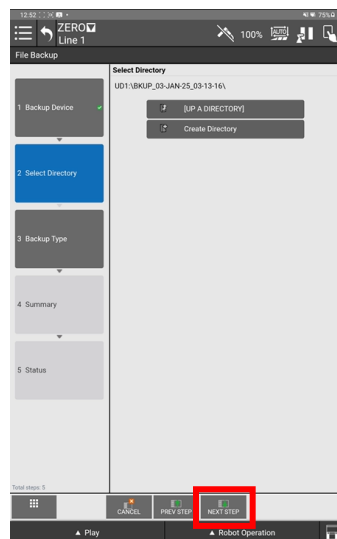 12:52
75%
ZERO
Line 1
100%
AUTO
File Backup
Select Directory
UD1:\BKUP_03-JAN-25_03-13-16\
[UP A DIRECTORY]
Create Directory
1 Backup Device
2 Select Directory
3 Backup Type
4 Summary
5 Status
Total steps: 5
CANCEL
PREV STEP
NEXT STEP
Play
Robot Operation